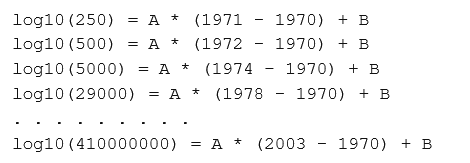 log10(250) = A * (1971 - 1970) + B
log10(500) = A * (1972 - 1970) + B
log10(5000) = A * (1974 - 1970) + B
log10(29000) = A * (1978 - 1970) + B
. . . . . . . . .
log10(410000000) = A * (2003 - 1970) + B